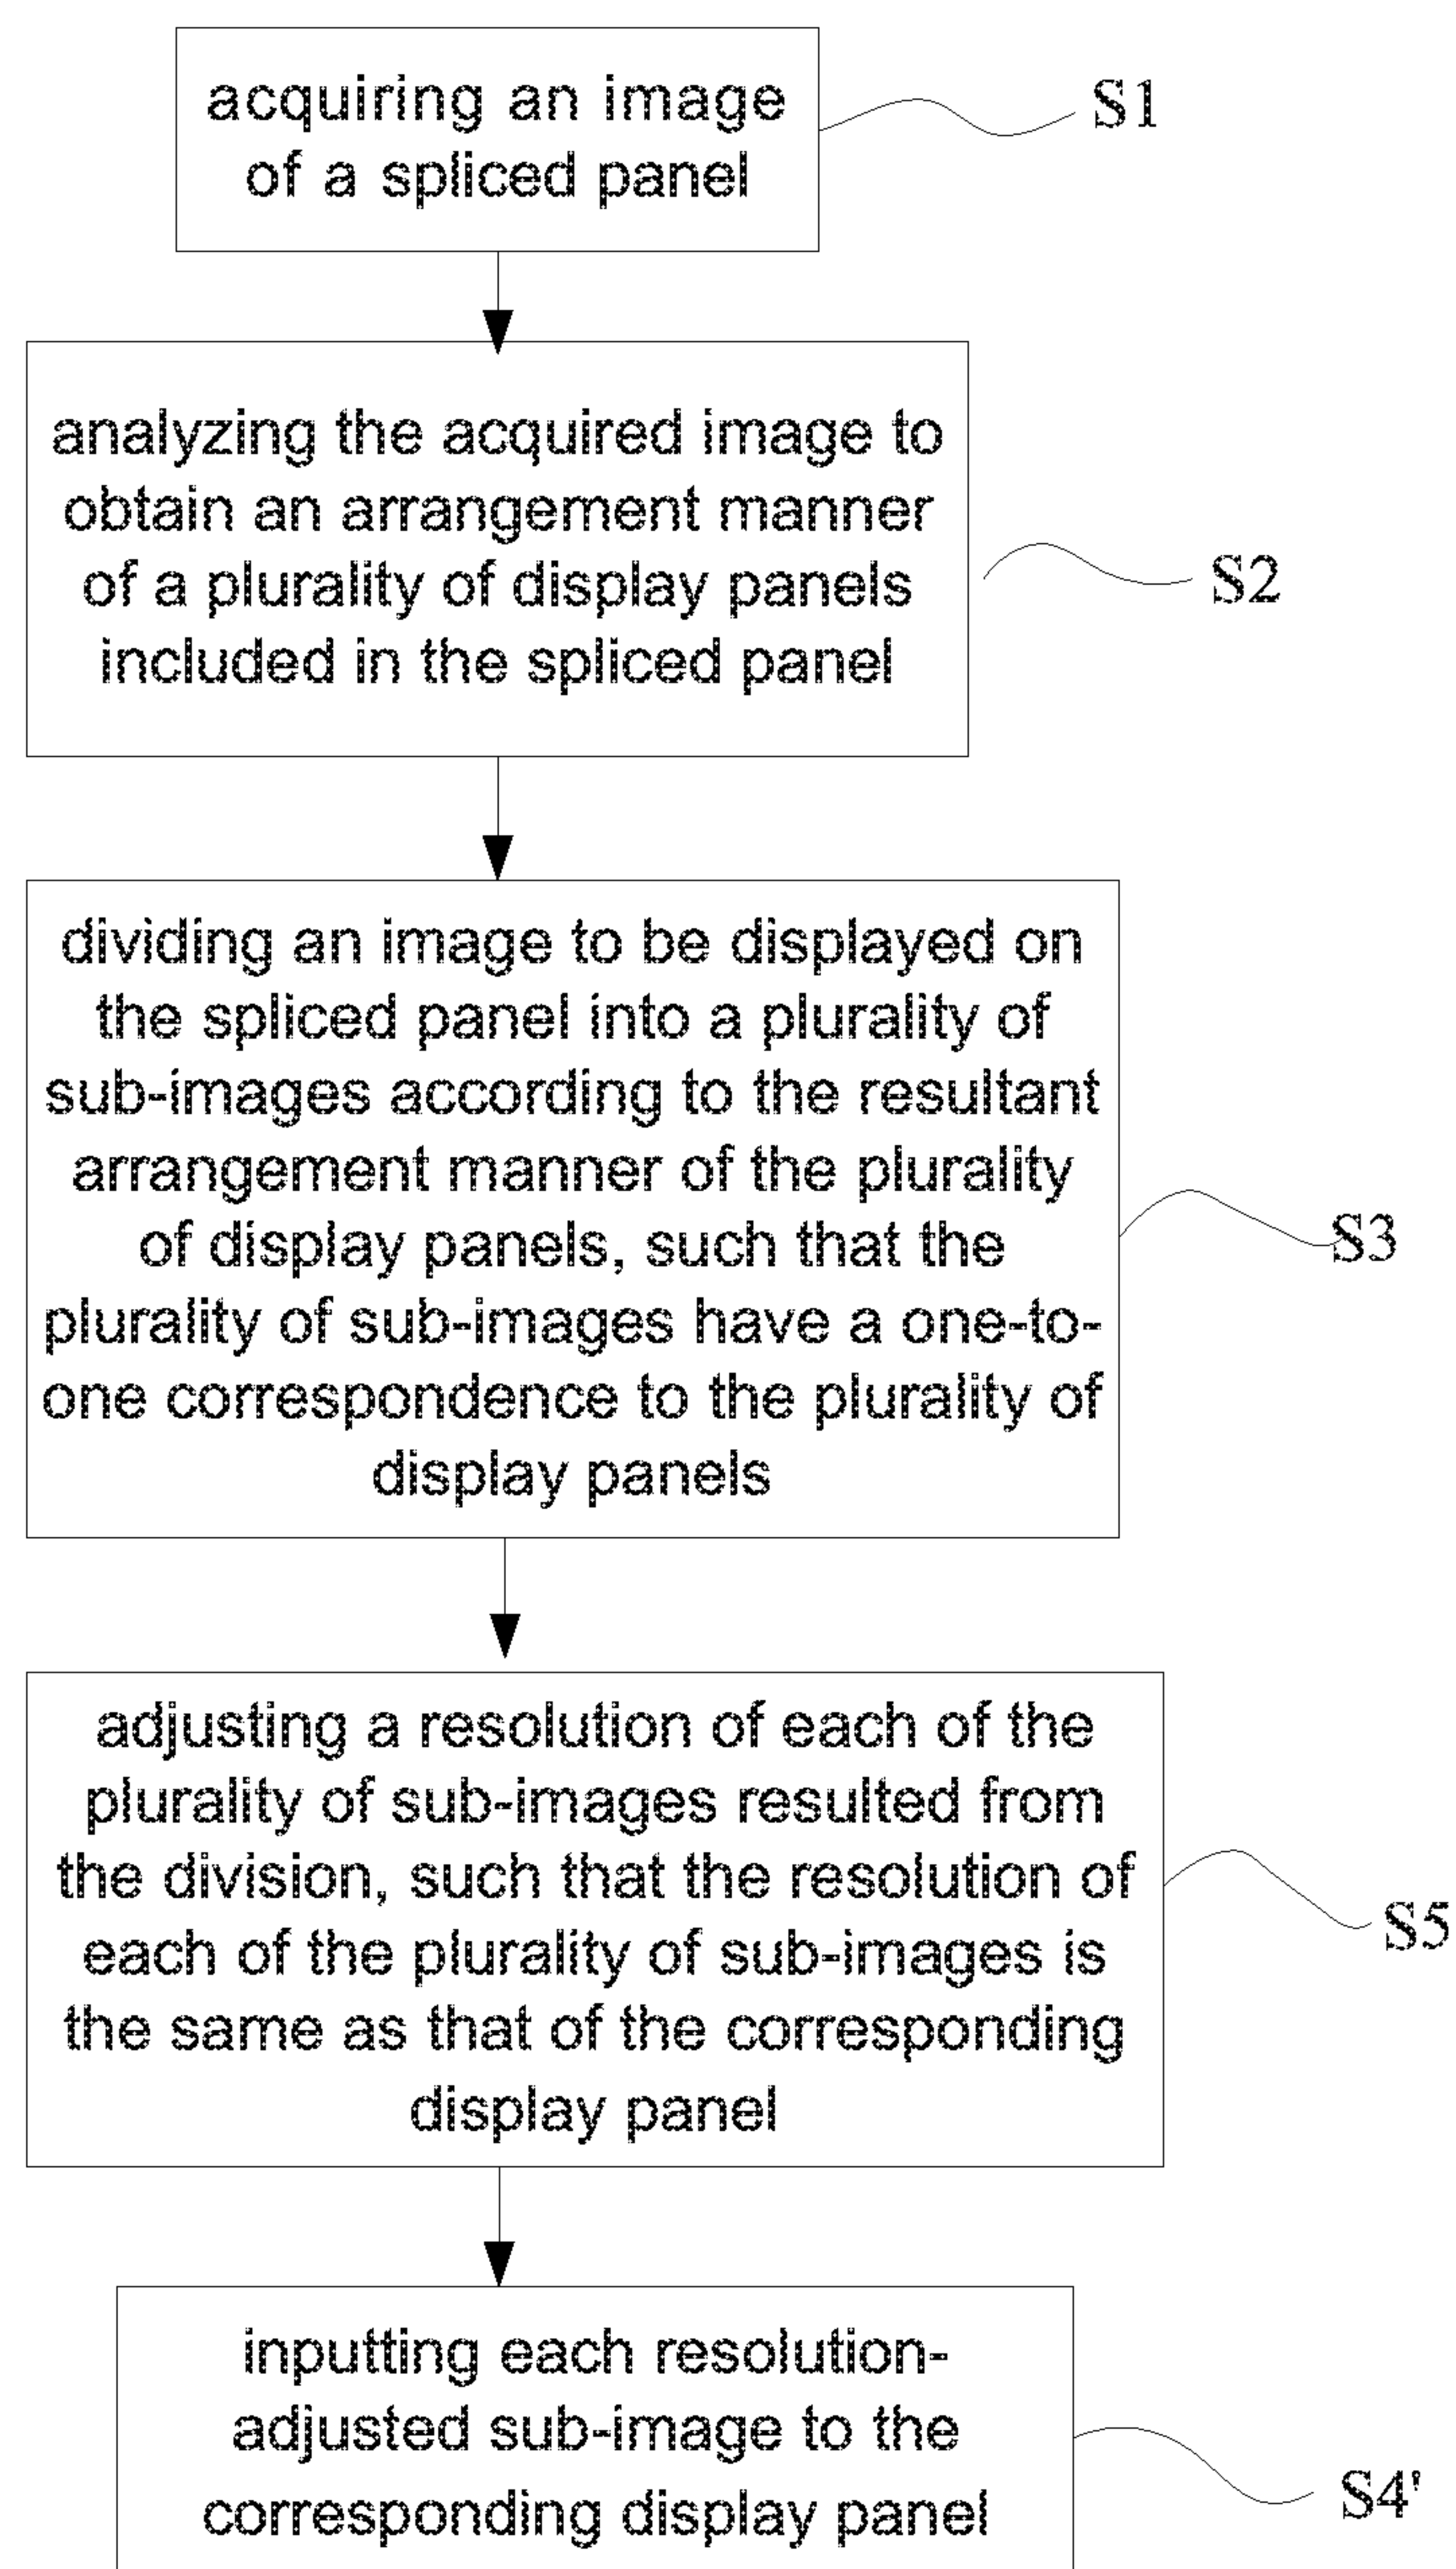 acquiring an image
of a spliced panel
S1
analyzing the acquired image to
obtain an arrangement manner
of a plurality of display panels
included in the spliced panel
S2
dividing an image to be displayed on
the spliced panel into a plurality of
sub-images according to the resultant
arrangement manner of the plurality
of display panels, such that the
plurality of sub-images have a one-to-
one correspondence to the plurality of
display panels
S3
adjusting a resolution of each of the
plurality of sub-images resulted from
the division, such that the resolution of
each of the plurality of sub-images is
the same as that of the corresponding
display panel
S5
inputting each resolution-
adjusted sub-image to the
corresponding display panel
S4'